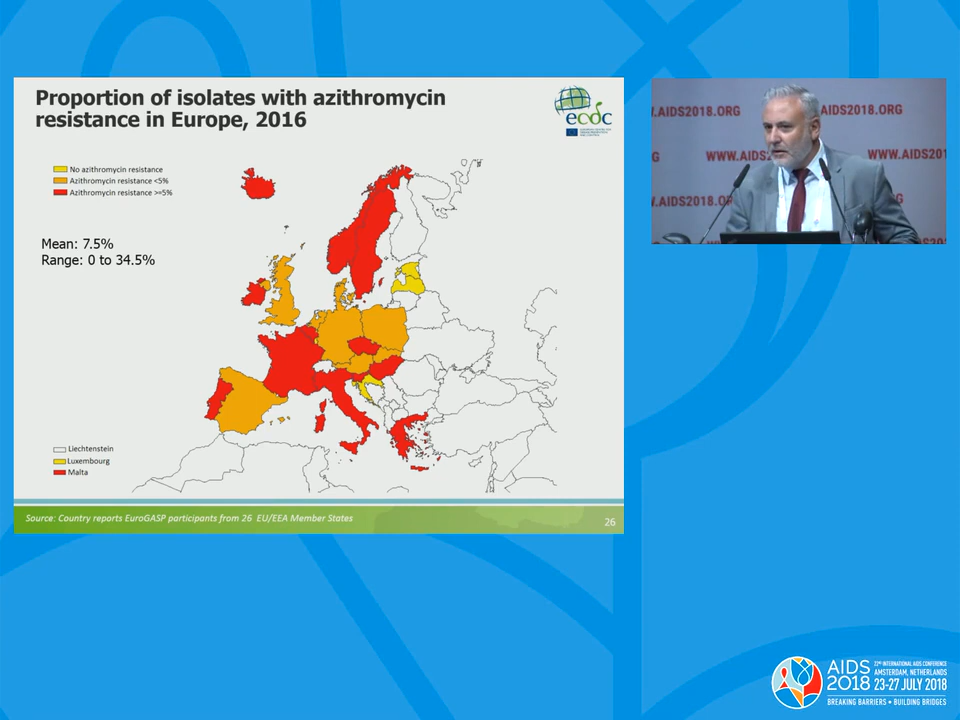 Proportion of isolates with azithromycin
resistance in Europe, 2016
ecdc
No azithromycin resistance
Azithromycin resistance <5%
Azithromycin resistance >=5%
Mean: 7.5%
Range: 0 to 34.5%
Liechtenstein
Luxembourg
Malta
Source: Country reports EuroGASP participants from 26 EU/EEA Member States
26
.AIDS2018.ORG
AIDS2018.ORG
G
WWW.AIDS
WWW.AIDS201
.AIDS2018.O
G
AIDS
2018
22ND INTERNATIONAL AIDS CONFERENCE
AMSTERDAM, NETHERLANDS
23-27 JULY 2018
BREAKING BARRIERS • BUILDING BRIDGES